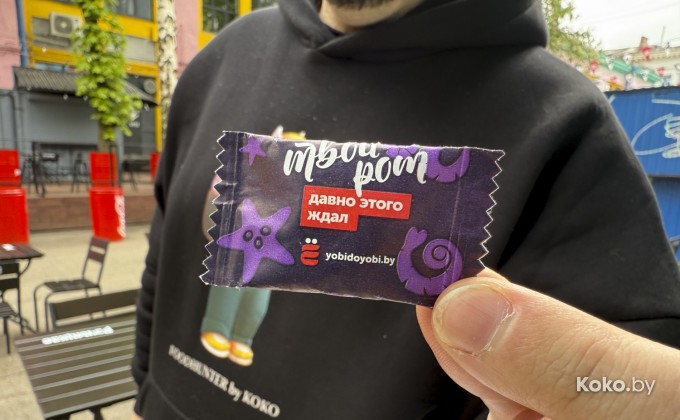 твой
рот
давно этого
ждал
ё yobidoyobi.by
FOODHUNTER by KOKO
Koko.by